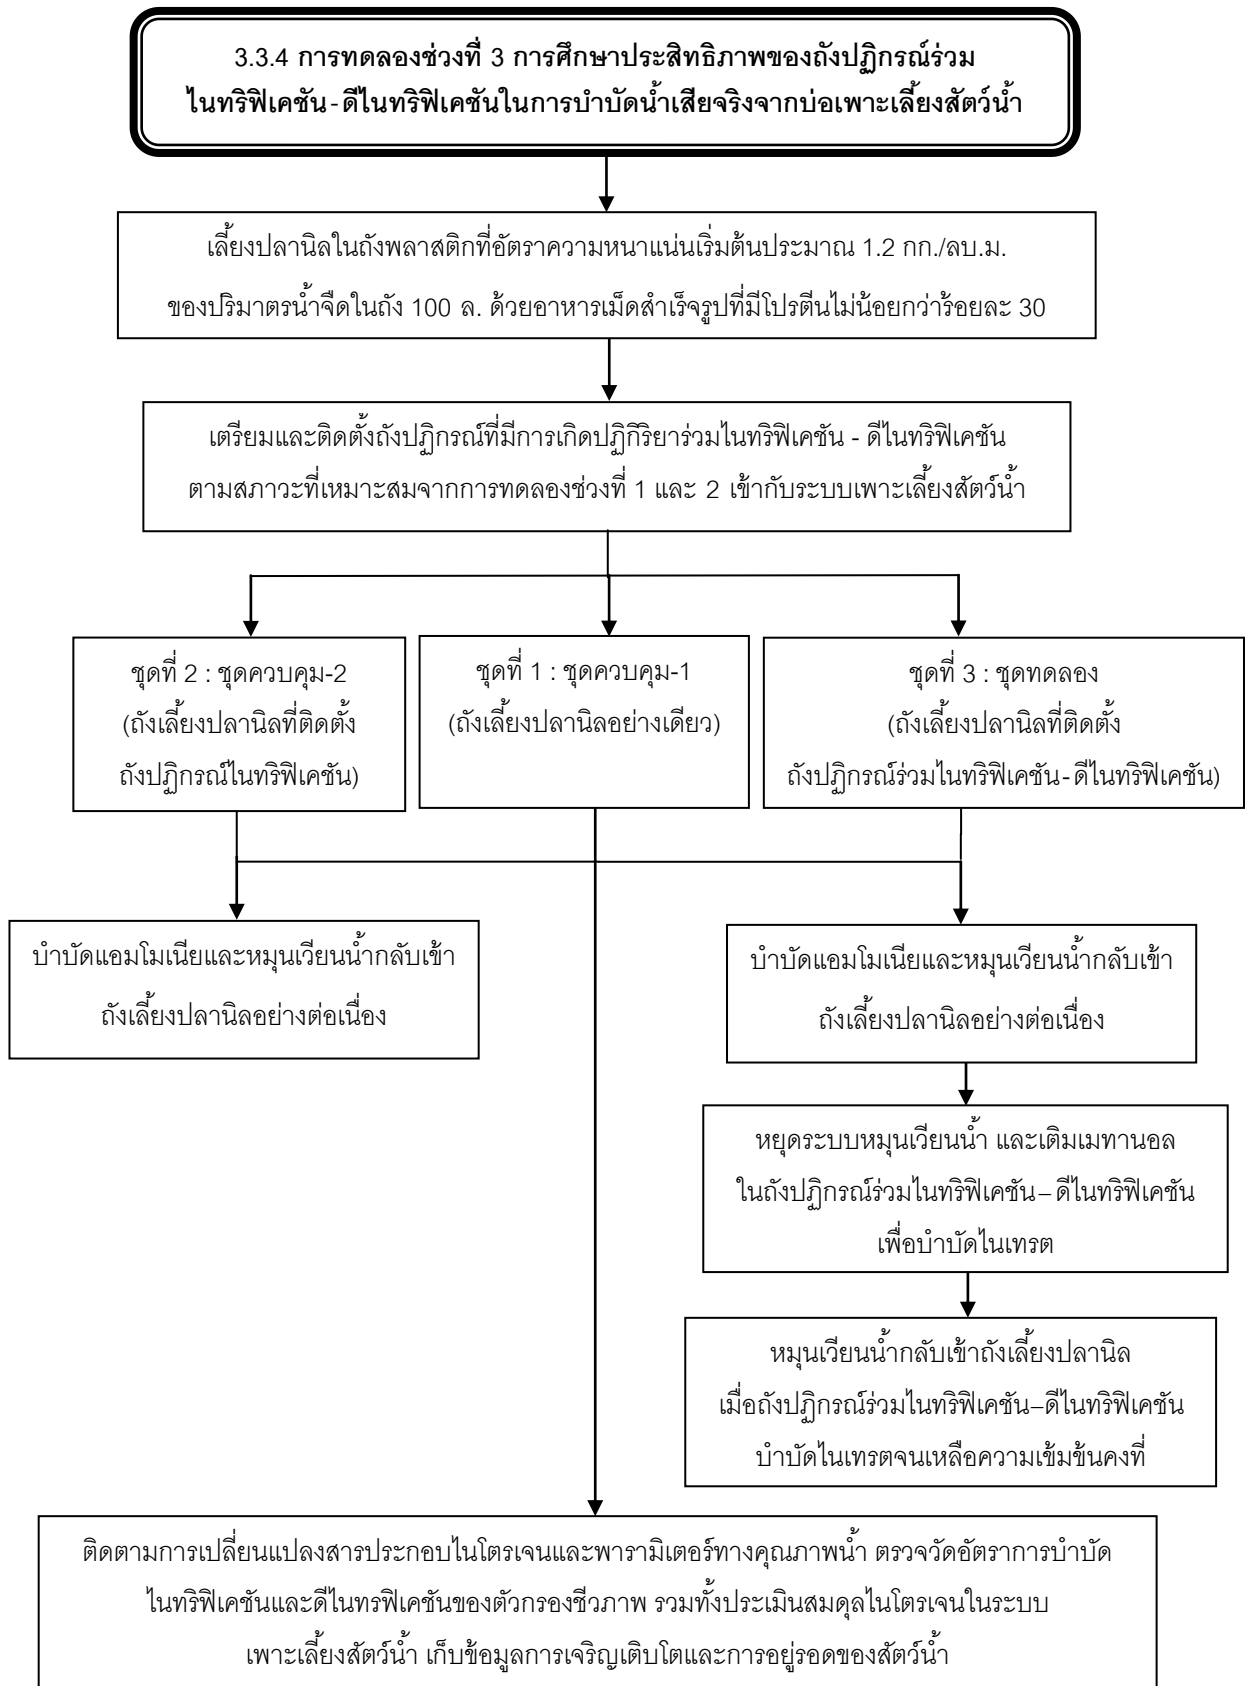 3.3.4 การทดลองช่วงที่ 3 การศึกษาประสิทธิภาพของถังปฏิกรณ์ร่วม
ไนทริฟิเคชัน-ดีไนทริฟิเคชันในการบำบัดน้ำเสียจริงจากบ่อเพาะเลี้ยงสัตว์น้ำ
เลี้ยงปลานิลในถังพลาสติกที่อัตราความหนาแน่นเริ่มต้นประมาณ 1.2 กก./ลบ.ม.
ของปริมาตรน้ำจืดในถัง 100 ล. ด้วยอาหารเม็ดสำเร็จรูปที่มีโปรตีนไม่น้อยกว่าร้อยละ 30
เตรียมและติดตั้งถังปฏิกรณ์ที่มีการเกิดปฏิกิริยาร่วมไนทริฟิเคชัน - ดีไนทริฟิเคชัน
ตามสภาวะที่เหมาะสมจากการทดลองช่วงที่ 1 และ 2 เข้ากับระบบเพาะเลี้ยงสัตว์น้ำ
ชุดที่ 2 : ชุดควบคุม-2
(ถังเลี้ยงปลานิลที่ติดตั้ง
ถังปฏิกรณ์ไนทริฟิเคชัน)
ชุดที่ 1 : ชุดควบคุม-1
(ถังเลี้ยงปลานิลอย่างเดียว)
ชุดที่ 3 : ชุดทดลอง
(ถังเลี้ยงปลานิลที่ติดตั้ง
ถังปฏิกรณ์ร่วมไนทริฟิเคชัน-ดีไนทริฟิเคชัน)
บำบัดแอมโมเนียและหมุนเวียนน้ำกลับเข้า
ถังเลี้ยงปลานิลอย่างต่อเนื่อง
บำบัดแอมโมเนียและหมุนเวียนน้ำกลับเข้า
ถังเลี้ยงปลานิลอย่างต่อเนื่อง
หยุดระบบหมุนเวียนน้ำ และเติมเมทานอล
ในถังปฏิกรณ์ร่วมไนทริฟิเคชัน–ดีไนทริฟิเคชัน
เพื่อบำบัดไนเทรต
หมุนเวียนน้ำกลับเข้าถังเลี้ยงปลานิล
เมื่อถังปฏิกรณ์ร่วมไนทริฟิเคชัน–ดีไนทริฟิเคชัน
บำบัดไนเทรตจนเหลือความเข้มข้นคงที่
ติดตามการเปลี่ยนแปลงสารประกอบไนโตรเจนและพารามิเตอร์ทางคุณภาพน้ำ ตรวจวัดอัตราการบำบัด
ไนทริฟิเคชันและดีไนทรฟิเคชันของตัวกรองชีวภาพ รวมทั้งประเมินสมดุลไนโตรเจนในระบบ
เพาะเลี้ยงสัตว์น้ำ เก็บข้อมูลการเจริญเติบโตและการอยู่รอดของสัตว์น้ำ